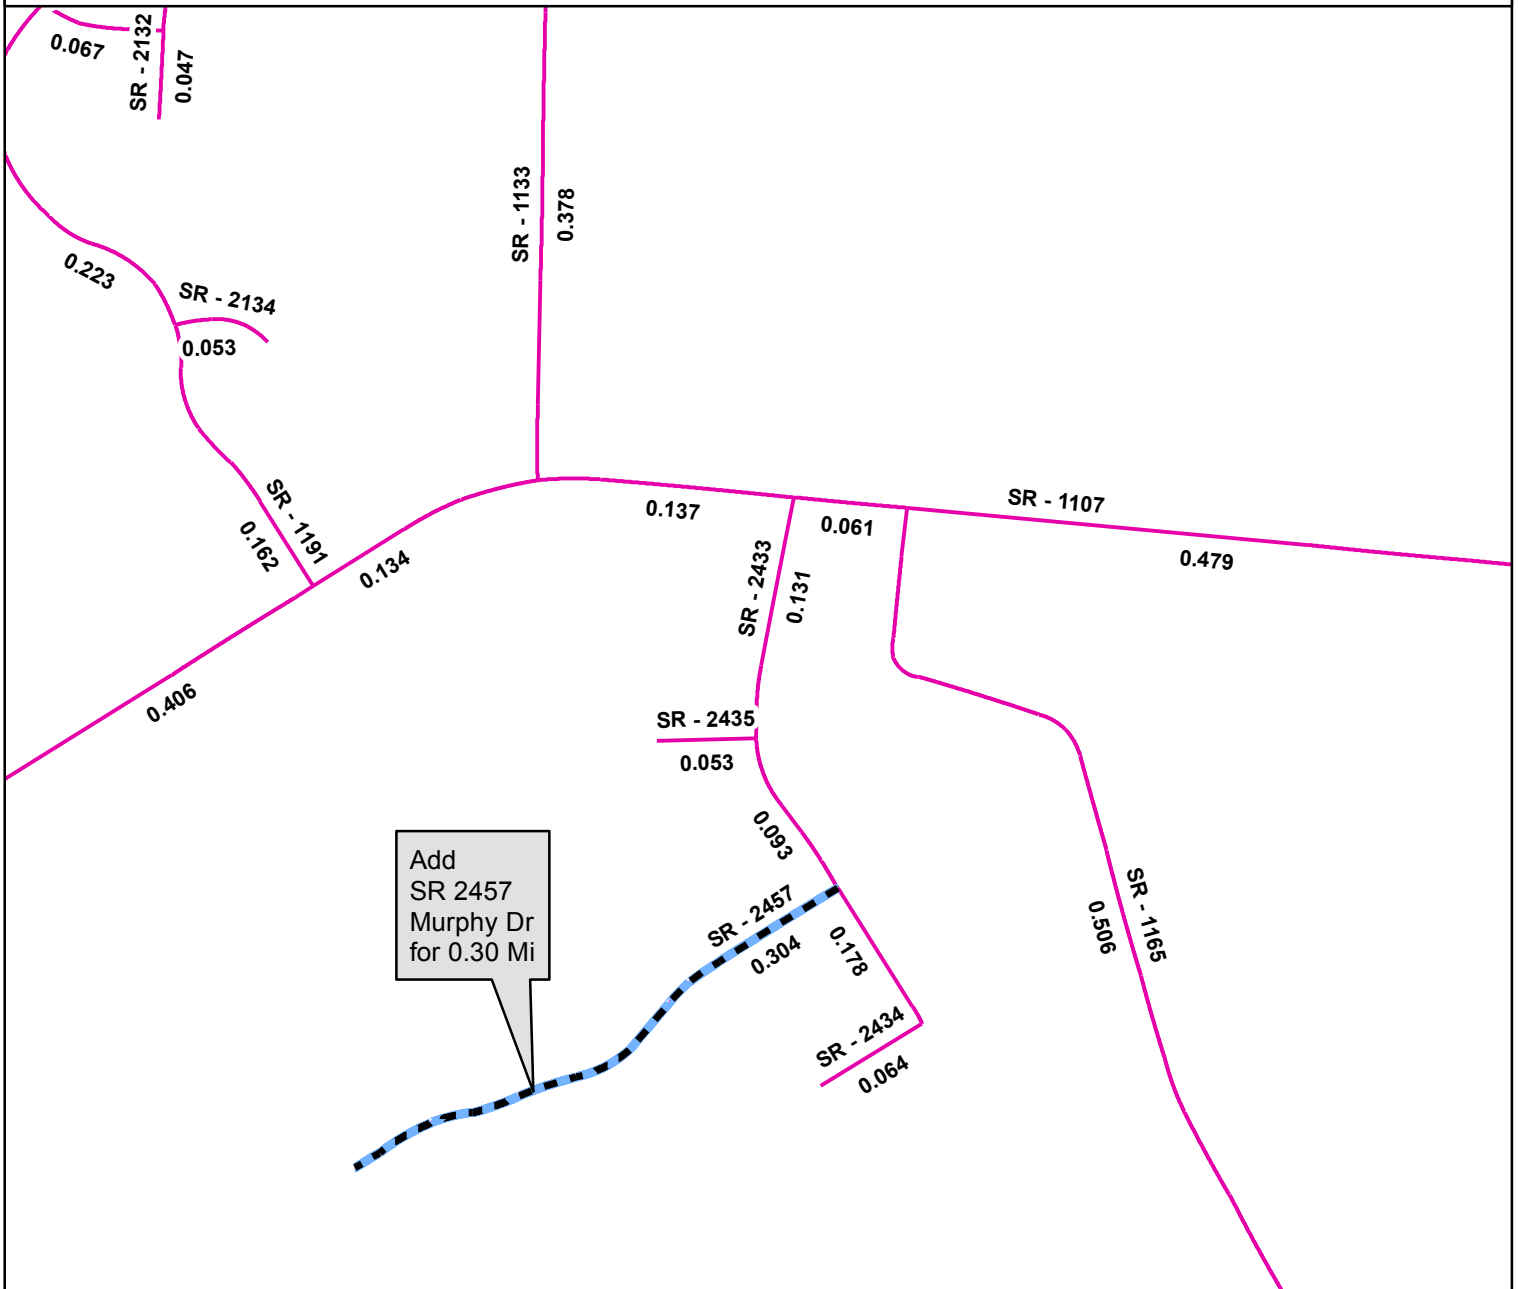 0.067
SR - 2132
0.047
SR - 1133
0.378
0.223
SR - 2134
0.053
SR - 1191
0.162
0.134
0.137
0.061
SR - 1107
0.479
SR - 2433
0.131
0.406
SR - 2435
0.053
0.093
Add
SR 2457
Murphy Dr
for 0.30 Mi
SR - 2457
0.304
0.178
SR - 1165
0.506
SR - 2434
0.064